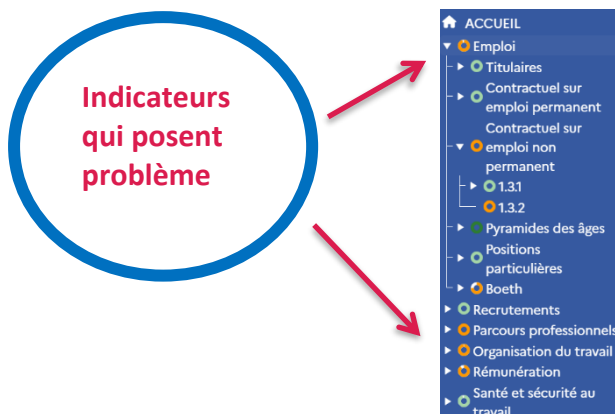 Indicateurs
qui posent
problème
ACCUEIL
Emploi
Titulaires
Contractuel sur
emploi permanent
Contractuel sur
emploi non
permanent
1.3.1
1.3.2
Pyramides des âges
Positions
particulières
Boeth
Recrutements
Parcours professionnels
Organisation du travail
Rémunération
Santé et sécurité au
travail